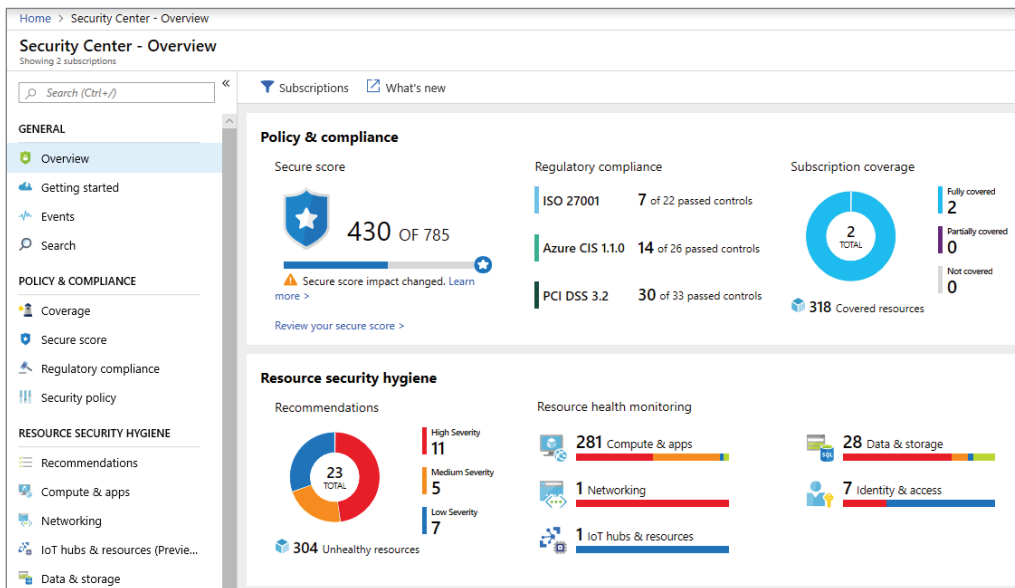 Home > Security Center - Overview
Security Center - Overview
Showing 2 subscriptions
Search (Ctrl+/)
«
GENERAL
Overview
Getting started
Events
Search
POLICY & COMPLIANCE
Coverage
Secure score
Regulatory compliance
Security policy
RESOURCE SECURITY HYGIENE
Recommendations
Compute & apps
Networking
IoT hubs & resources (Previe...
Data & storage
Subscriptions
What's new
Policy & compliance
Secure score
430 OF 785
Secure score impact changed. Learn
more >
Review your secure score >
Regulatory compliance
ISO 27001 7 of 22 passed controls
Azure CIS 1.1.0 14 of 26 passed controls
PCI DSS 3.2 30 of 33 passed controls
Subscription coverage
2
TOTAL
Fully covered
2
Partially covered
0
Not covered
0
318 Covered resources
Resource security hygiene
Recommendations
23
TOTAL
High Severity
11
Medium Severity
5
Low Severity
7
304 Unhealthy resources
Resource health monitoring
281 Compute & apps
1 Networking
1 IoT hubs & resources
SQL
28 Data & storage
7 Identity & access